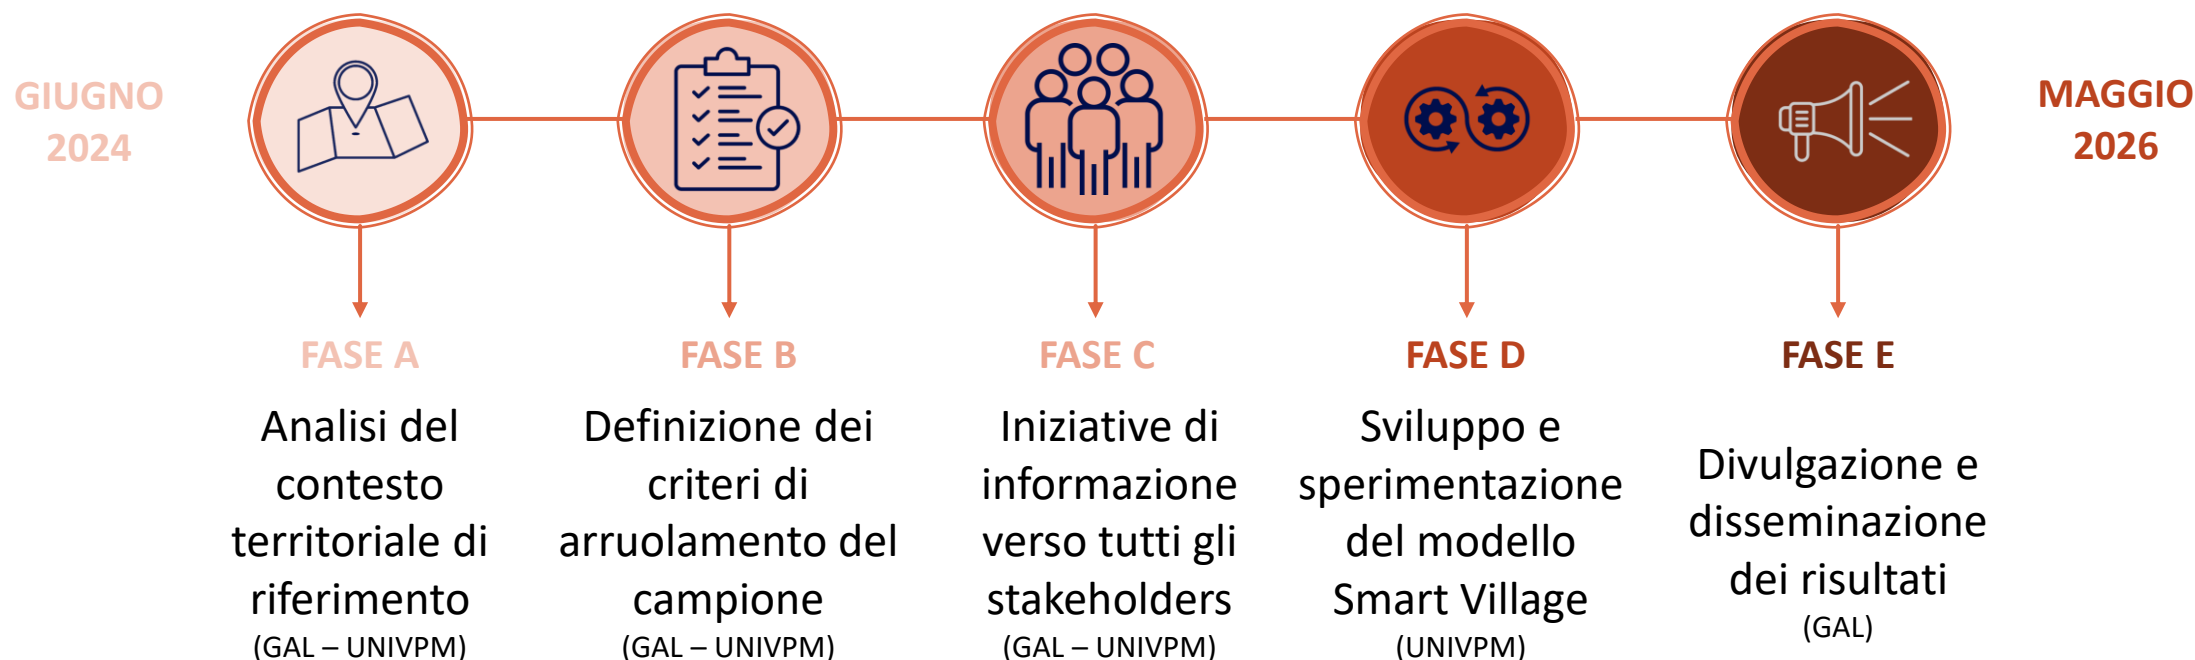 GIUGNO
2024
MAGGIO
2026
FASE A
Analisi del
contesto
territoriale di
riferimento
(GAL – UNIVPM)
FASE B
Definizione dei
criteri di
arruolamento del
campione
(GAL – UNIVPM)
FASE C
Iniziative di
informazione
verso tutti gli
stakeholders
(GAL – UNIVPM)
FASE D
Sviluppo e
sperimentazione
del modello
Smart Village
(UNIVPM)
FASE E
Divulgazione e
disseminazione
dei risultati
(GAL)